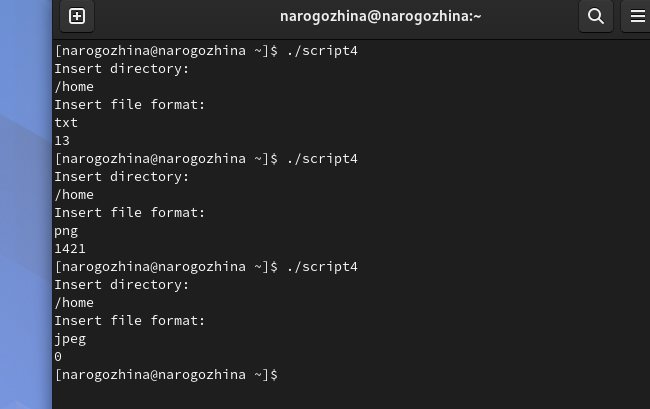 narogozhina@narogozhina:~
[narogozhina@narogozhina ~]$ ./script4
Insert directory:
/home
Insert file format:
txt
13
[narogozhina@narogozhina ~]$ ./script4
Insert directory:
/home
Insert file format:
png
1421
[narogozhina@narogozhina ~]$ ./script4
Insert directory:
/home
Insert file format:
jpeg
0
[narogozhina@narogozhina ~]$